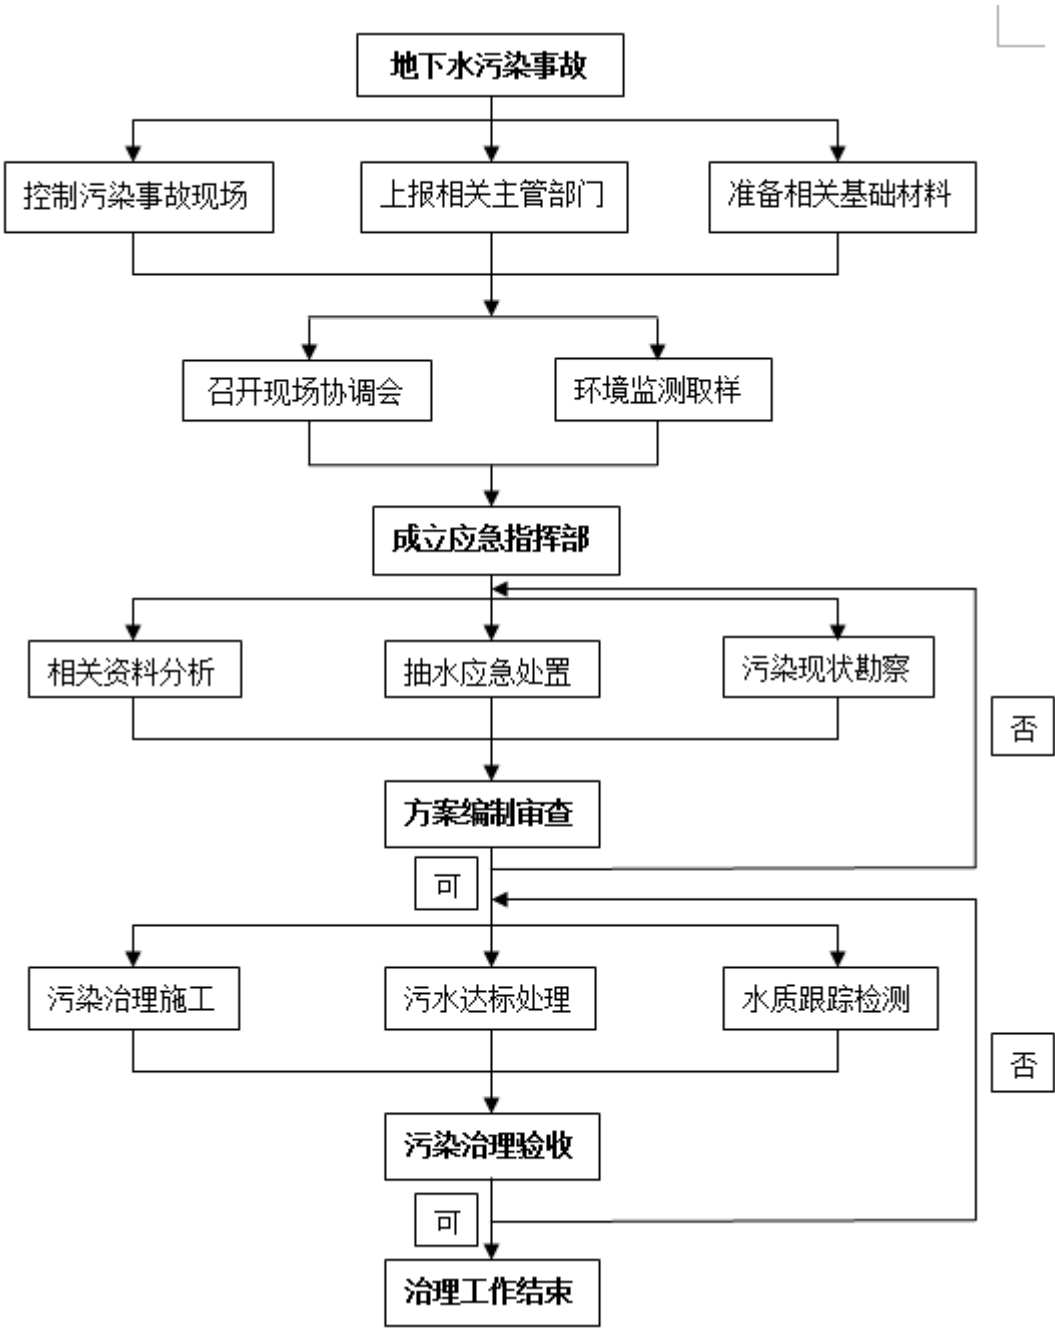 地下水污染事故
控制污染事故现场
上报相关主管部门
准备相关基础材料
召开现场协调会
环境监测取样
成立应急指挥部
相关资料分析
抽水应急处置
污染现状勘察
否
方案编制审查
可
污染治理施工
污水达标处理
水质跟踪检测
否
污染治理验收
可
治理工作结束